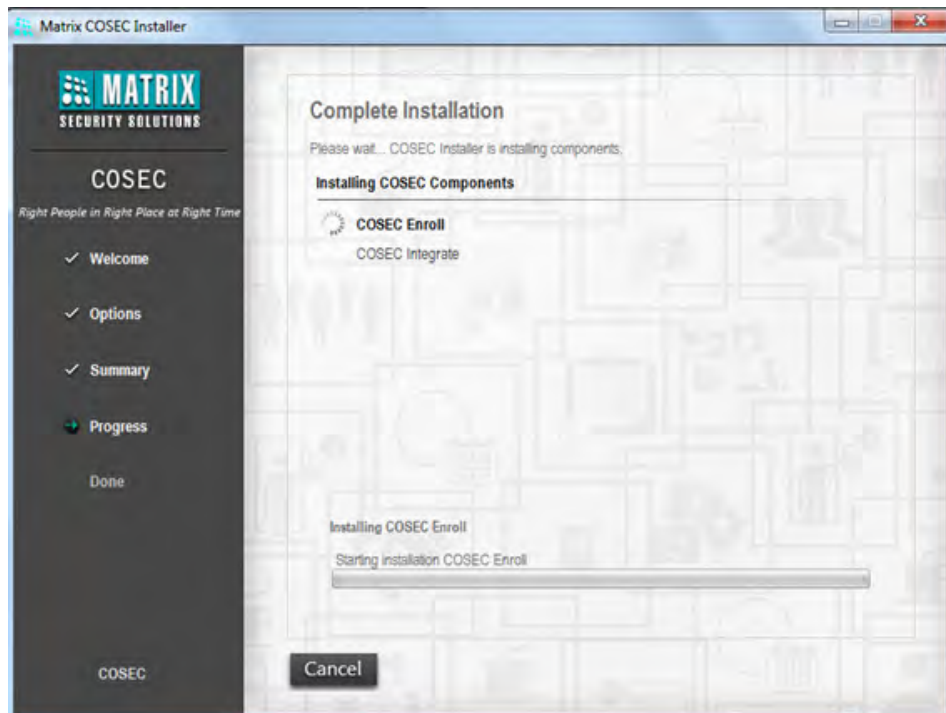 Matrix COSEC Installer
MATRIX
SECURITY SOLUTIONS
COSEC
Right People in Right Place at Right Time
Welcome
Options
Summary
Progress
Done
COSEC
Complete Installation
Please wait... COSEC Installer is installing components.
Installing COSEC Components
COSEC Enroll
COSEC Integrate
Installing COSEC Enroll
Starting installation COSEC Enroll
Cancel